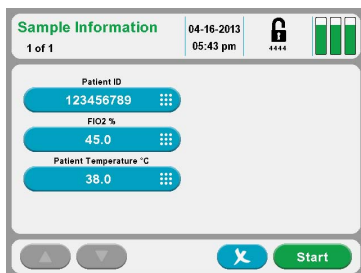 Sample Information
1 of 1
04-16-2013
05:43 pm
4444
Patient ID
123456789
FIO2 %
45.0
Patient Temperature °C
38.0
Start